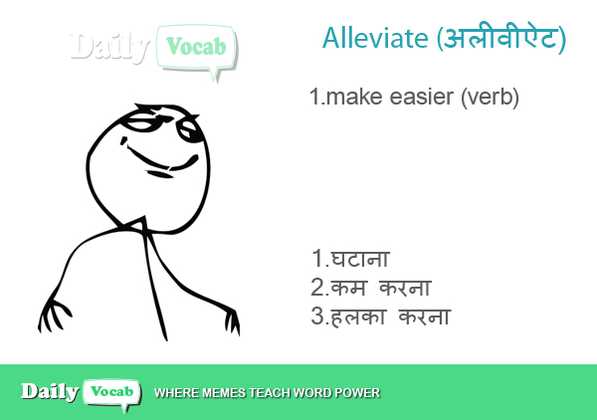 Daily Vocab
Alleviate (अलीवीऐट)
1.make easier (verb)
1.घटाना
2.कम करना
3.हलका करना
Daily Vocab WHERE MEMES TEACH WORD POWER